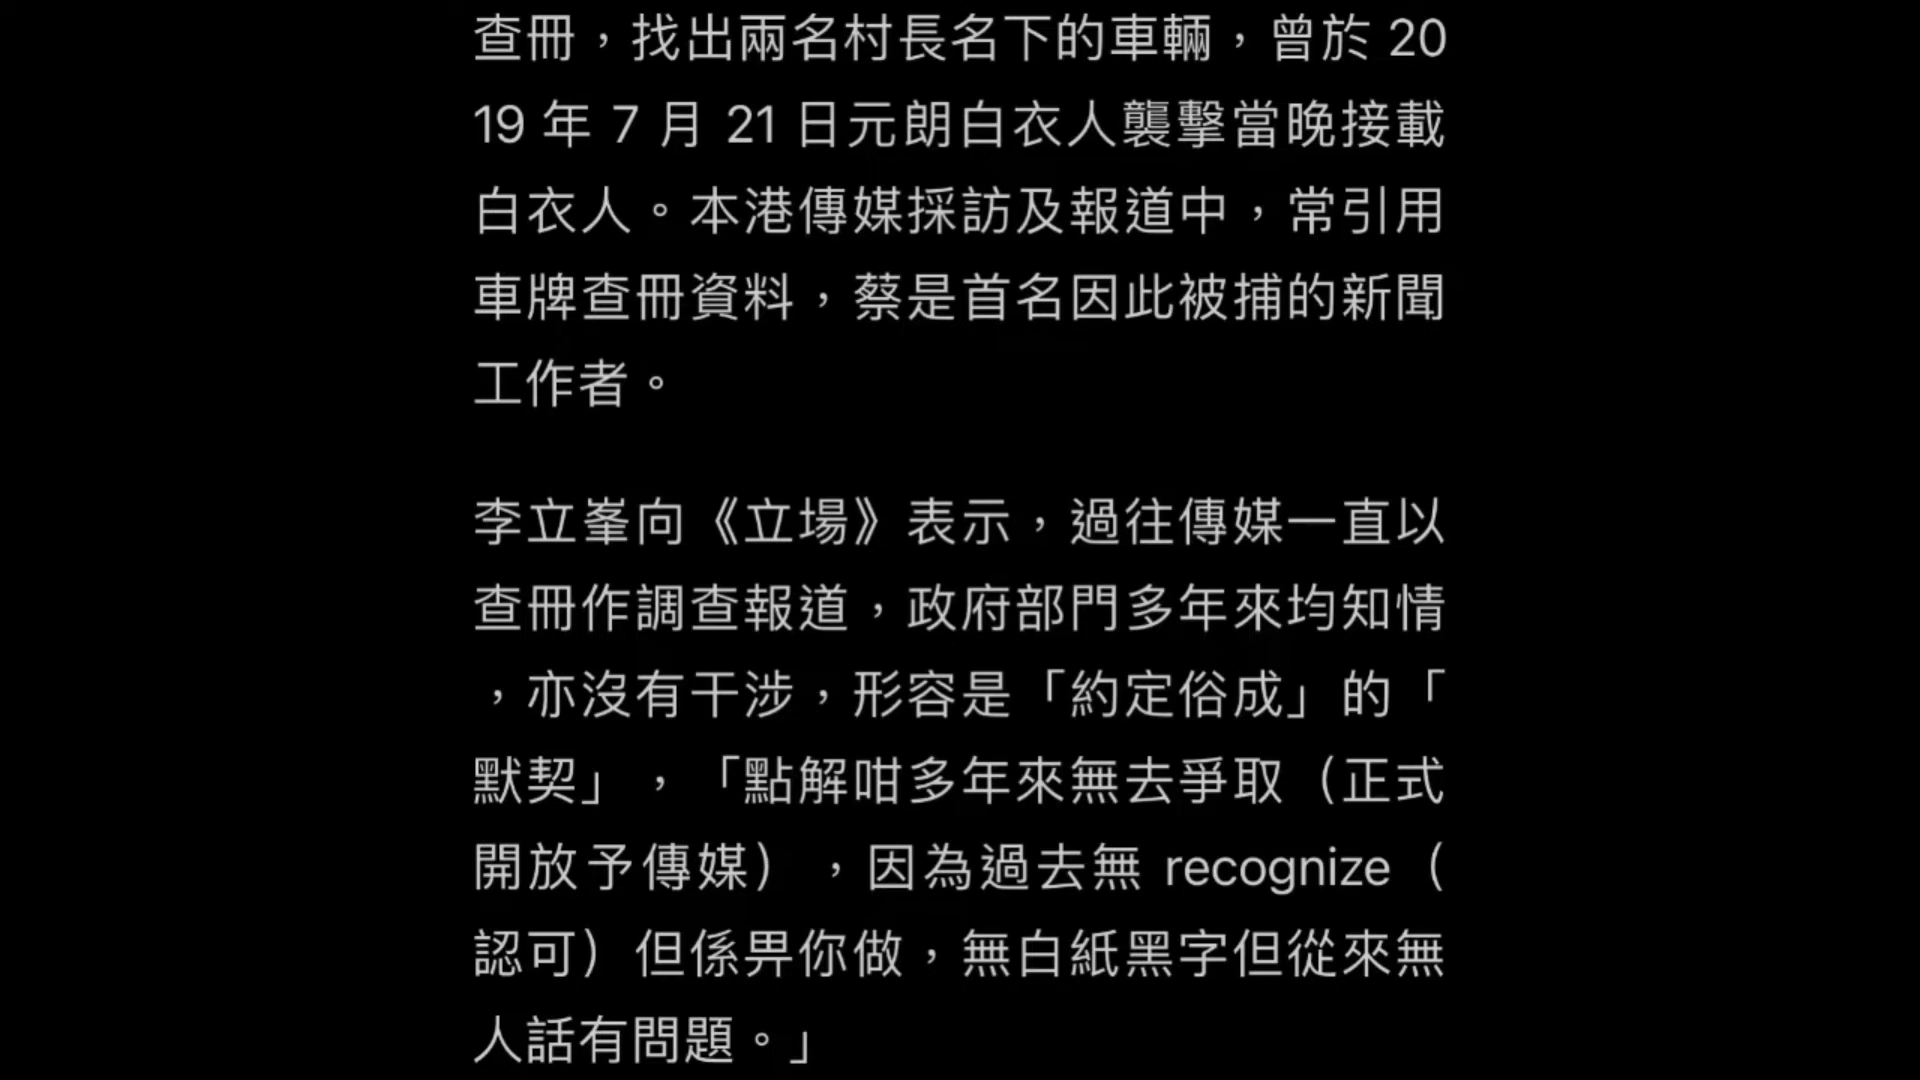 查冊，找出兩名村長名下的車輛，曾於 20
19 年 7 月 21 日元朗白衣人襲擊當晚接載
白衣人。本港傳媒採訪及報道中，常引用
車牌查冊資料，蔡是首名因此被捕的新聞
工作者。
李立峯向《立場》表示，過往傳媒一直以
查冊作調查報道，政府部門多年來均知情
，亦沒有干涉，形容是「約定俗成」的「
默契」，「點解咁多年來無去爭取（正式
開放予傳媒），因為過去無 recognize（
認可）但係畀你做，無白紙黑字但從來無
人話有問題。」